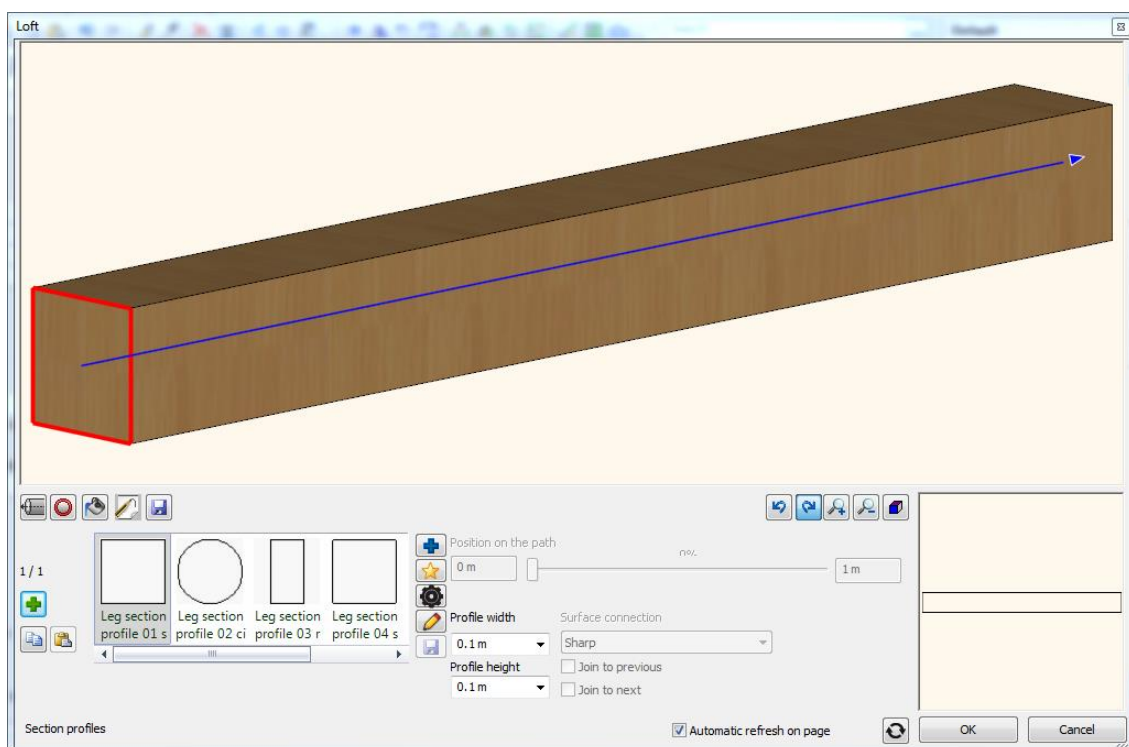 Loft
Default
1 / 1
Leg section
profile 01 s
Leg section
profile 02 ci
Leg section
profile 03 r
Leg section
profile 04 s
Position on the path
0 m
0%
1 m
Profile width
0.1 m
Profile height
0.1 m
Surface connection
Sharp
Join to previous
Join to next
Section profiles
Automatic refresh on page
OK
Cancel